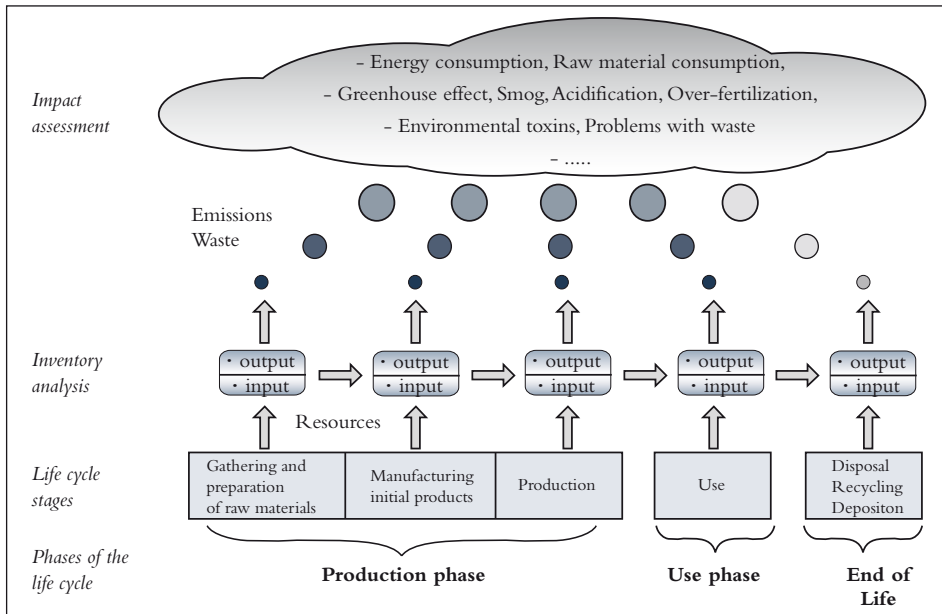 Impact
assessment
- Energy consumption, Raw material consumption,
- Greenhouse effect, Smog, Acidification, Over-fertilization,
- Environmental toxins, Problems with waste
- .....
Emissions
Waste
Inventory
analysis
· output
· input
· output
· input
· output
· input
· output
· input
· output
· input
Resources
Life cycle
stages
Gathering and
preparation
of raw materials
Manufacturing
initial products
Production
Use
Disposal
Recycling
Depositon
Phases of the
life cycle
Production phase
Use phase
End of
Life